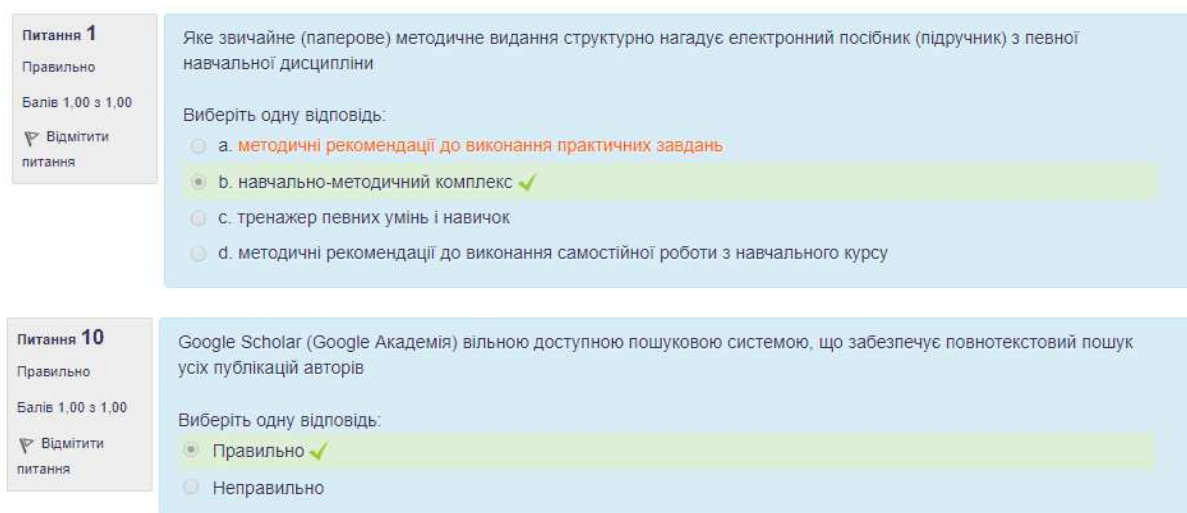 Питання 1
Правильно
Балів 1,00 з 1,00
Відмітити
питання
Яке звичайне (паперове) методичне видання структурно нагадує електронний посібник (підручник) з певної
навчальної дисципліни
Виберіть одну відповідь:
a. методичні рекомендації до виконання практичних завдань
b. навчально-методичний комплекс
c. тренажер певних умінь і навичок
d. методичні рекомендації до виконання самостійної роботи з навчального курсу
Питання 10
Правильно
Балів 1,00 з 1,00
Відмітити
питання
Google Scholar (Google Академія) вільною доступною пошуковою системою, що забезпечує повнотекстовий пошук
усіх публікацій авторів
Виберіть одну відповідь:
Правильно
Неправильно